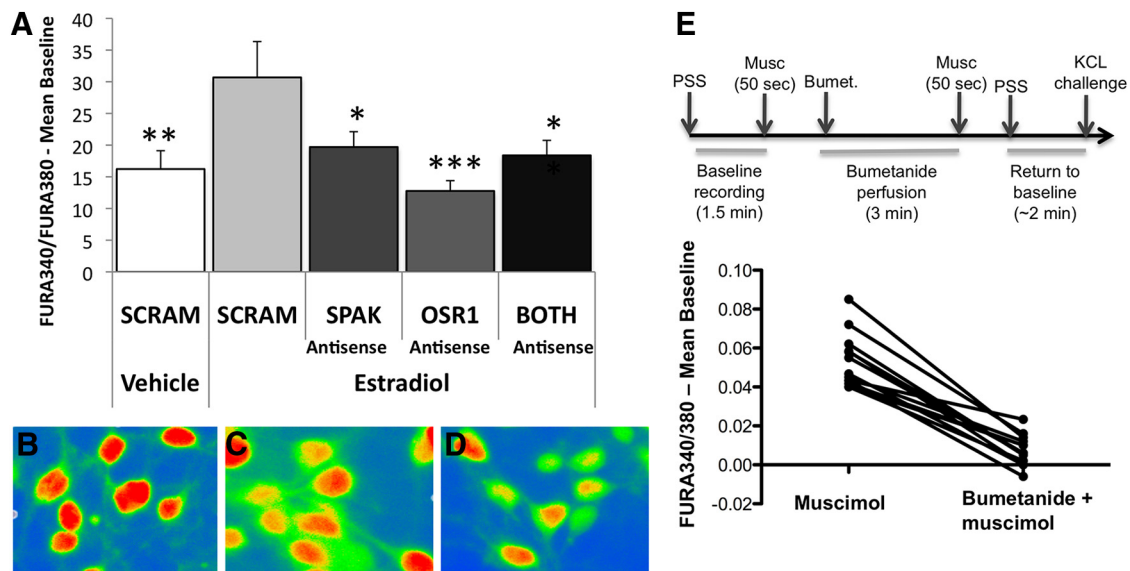 A
FURA340/FURA380 - Mean Baseline
40
35
30
25
20
15
10
5
0
**
*
***
*
*
SCRAM
SCRAM
SPAK
OSR1
BOTH
Antisense
Antisense
Antisense
Vehicle
Estradiol
B
C
D
E
PSS
Musc
(50 sec)
Bumet.
Musc
(50 sec)
PSS
KCL
challenge
Baseline
recording
(1.5 min)
Bumetanide
perfusion
(3 min)
Return to
baseline
(~2 min)
FURA340/380 – Mean Baseline
0.10
0.08
0.06
0.04
0.02
0.00
-0.02
Muscimol
Bumetanide +
muscimol